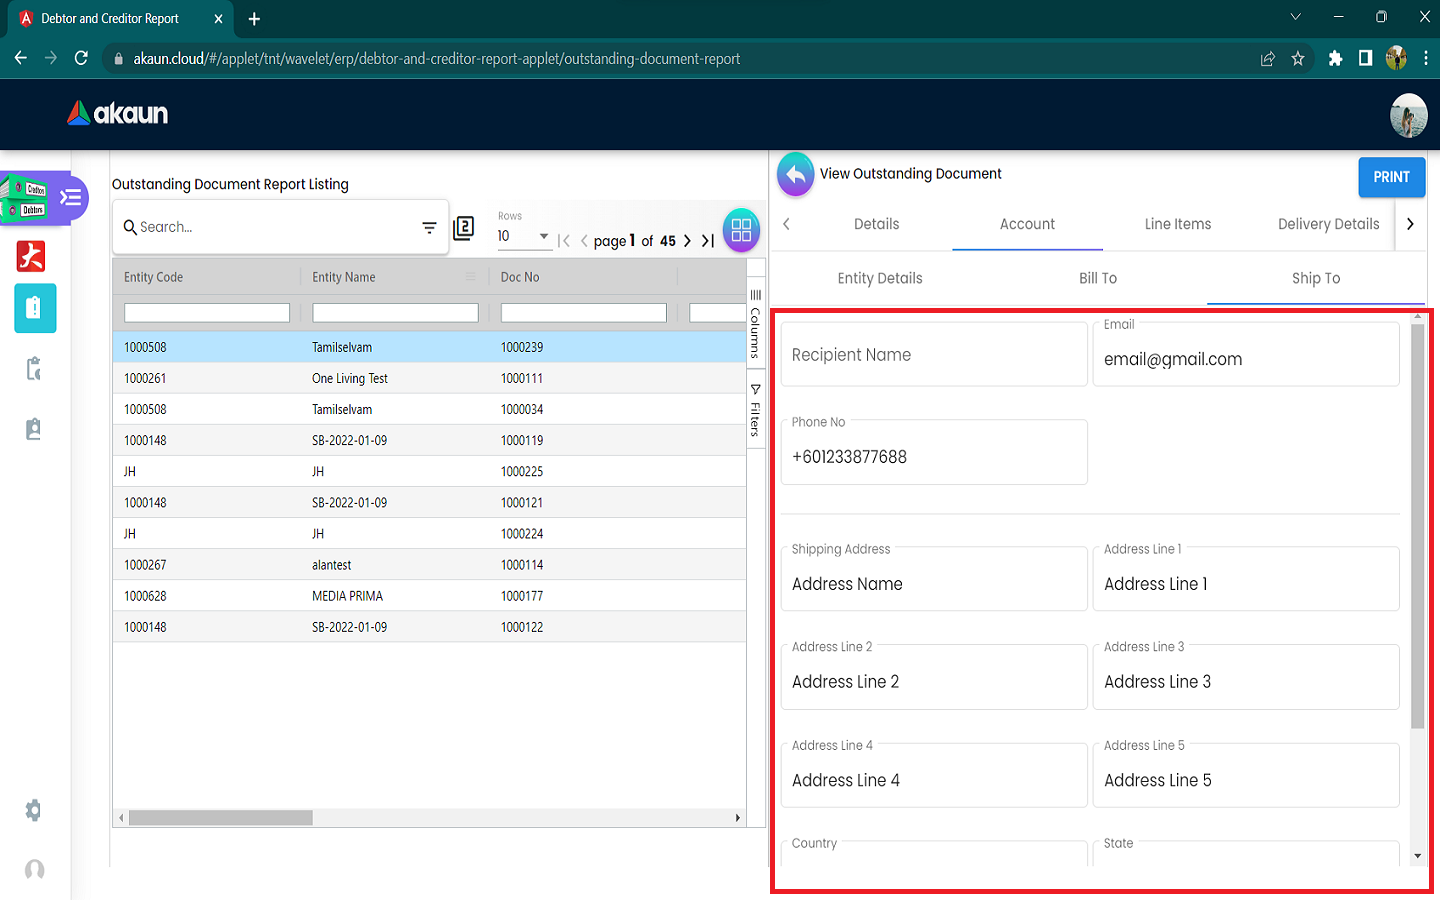 Debtor and Creditor Report
akaun.cloud/#/applet/tnt/wavelet/erp/debtor-and-creditor-report-applet/outstanding-document-report
akaun
Creditors
Debtors
大
Outstanding Document Report Listing
Search...
2
Rows
10
page 1 of 45
Entity Code Entity Name Doc No
1000508 Tamilselvam 1000239
1000261 One Living Test 1000111
1000508 Tamilselvam 1000034
1000148 SB-2022-01-09 1000119
JH JH 1000225
1000148 SB-2022-01-09 1000121
JH JH 1000224
1000267 alantest 1000114
1000628 MEDIA PRIMA 1000177
1000148 SB-2022-01-09 1000122
Columns
Filters
View Outstanding Document
PRINT
Details Account Line Items Delivery Details
Entity Details Bill To Ship To
Recipient Name
Email
email@gmail.com
Phone No
+601233877688
Shipping Address
Address Name
Address Line 1
Address Line 1
Address Line 2
Address Line 2
Address Line 3
Address Line 3
Address Line 4
Address Line 4
Address Line 5
Address Line 5
Country
State